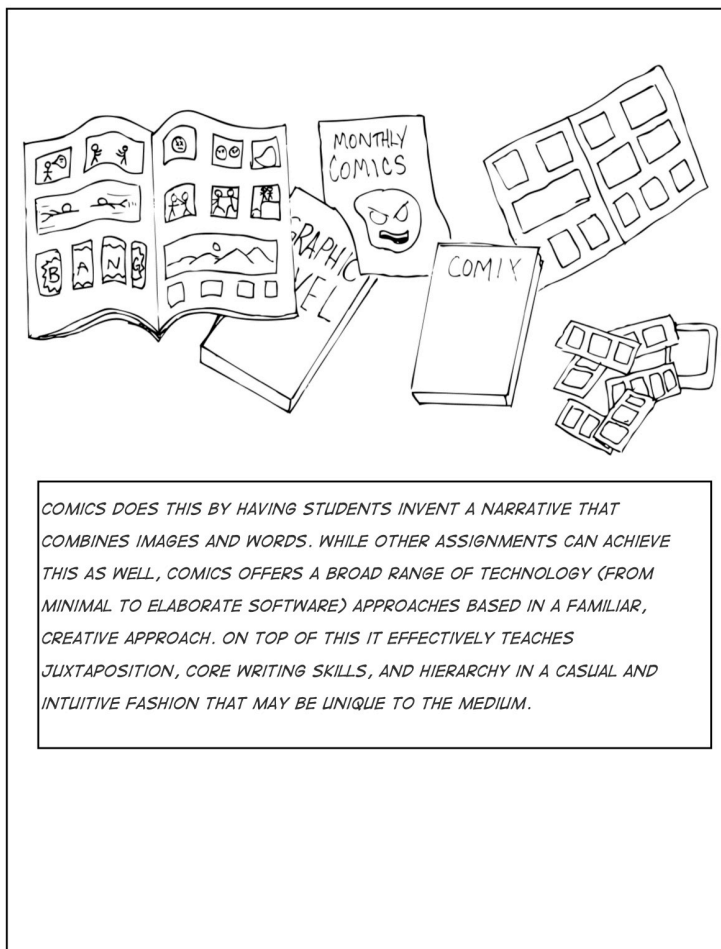 BANG
MONTHLY
COMICS
GRAPHIC
COMIX
COMICS DOES THIS BY HAVING STUDENTS INVENT A NARRATIVE THAT
COMBINES IMAGES AND WORDS. WHILE OTHER ASSIGNMENTS CAN ACHIEVE
THIS AS WELL, COMICS OFFERS A BROAD RANGE OF TECHNOLOGY (FROM
MINIMAL TO ELABORATE SOFTWARE) APPROACHES BASED IN A FAMILIAR,
CREATIVE APPROACH. ON TOP OF THIS IT EFFECTIVELY TEACHES
JUXTAPOSITION, CORE WRITING SKILLS, AND HIERARCHY IN A CASUAL AND
INTUITIVE FASHION THAT MAY BE UNIQUE TO THE MEDIUM.